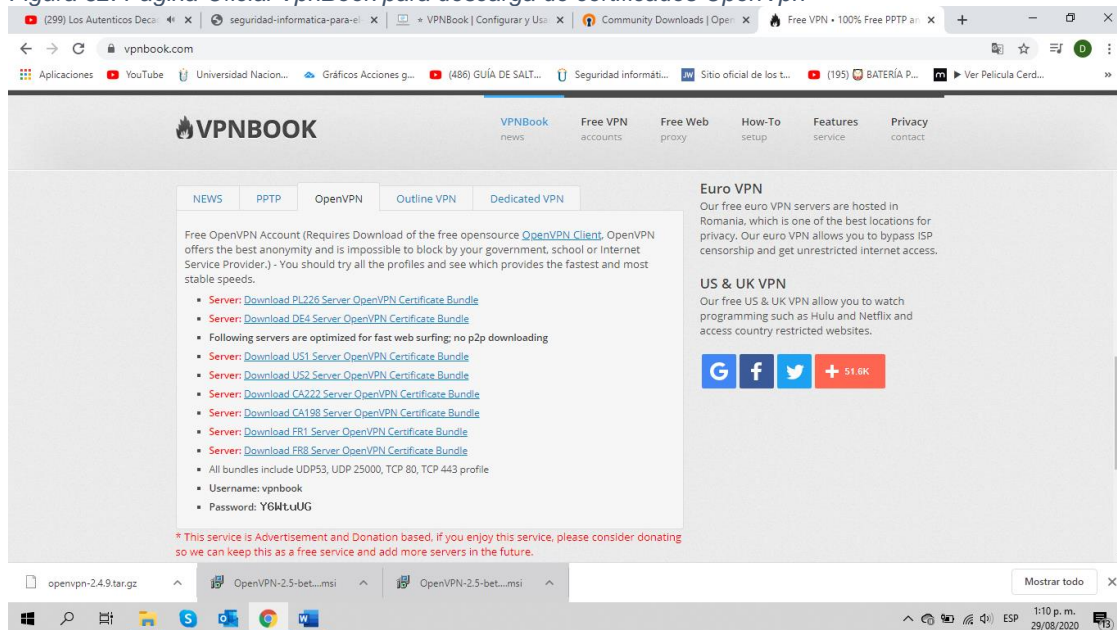 Figura 32. Pagina Oficial VpnBook para descarga de certificados OpenVpn
(299) Los Autenticos Decad
seguridad-informatica-para-el
VPNBook | Configurar y Usa
Community Downloads | Open
Free VPN • 100% Free PPTP an
vpnbook.com
D
Aplicaciones
YouTube
Universidad Nacion...
Gráficos Acciones g...
(486) GUÍA DE SALT...
Seguridad informáti...
JW Sitio oficial de los t...
(195) BATERÍA P...
m ▶ Ver Pelicula Cerd...
»
VPNBOOK
VPNBook
news
Free VPN
accounts
Free Web
proxy
How-To
setup
Features
service
Privacy
contact
NEWS
PPTP
OpenVPN
Outline VPN
Dedicated VPN
Free OpenVPN Account (Requires Download of the free opensource OpenVPN Client. OpenVPN
offers the best anonymity and is impossible to block by your government, school or Internet
Service Provider.) - You should try all the profiles and see which provides the fastest and most
stable speeds.
Server: Download PL226 Server OpenVPN Certificate Bundle
Server: Download DE4 Server OpenVPN Certificate Bundle
Following servers are optimized for fast web surfing; no p2p downloading
Server: Download US1 Server OpenVPN Certificate Bundle
Server: Download US2 Server OpenVPN Certificate Bundle
Server: Download CA222 Server OpenVPN Certificate Bundle
Server: Download CA198 Server OpenVPN Certificate Bundle
Server: Download FR1 Server OpenVPN Certificate Bundle
Server: Download FR8 Server OpenVPN Certificate Bundle
All bundles include UDP53, UDP 25000, TCP 80, TCP 443 profile
Username: vpnbook
Password: Y6WtuUG
* This service is Advertisement and Donation based, if you enjoy this service, please consider donating
so we can keep this as a free service and add more servers in the future.
Euro VPN
Our free euro VPN servers are hosted in
Romania, which is one of the best locations for
privacy. Our euro VPN allows you to bypass ISP
censorship and get unrestricted internet access.
US & UK VPN
Our free US & UK VPN allow you to watch
programming such as Hulu and Netflix and
access country restricted websites.
G f + 51.6K
openvpn-2.4.9.tar.gz
OpenVPN-2.5-bet....msi
OpenVPN-2.5-bet....msi
Mostrar todo
ESP
1:10 p. m.
29/08/2020
13